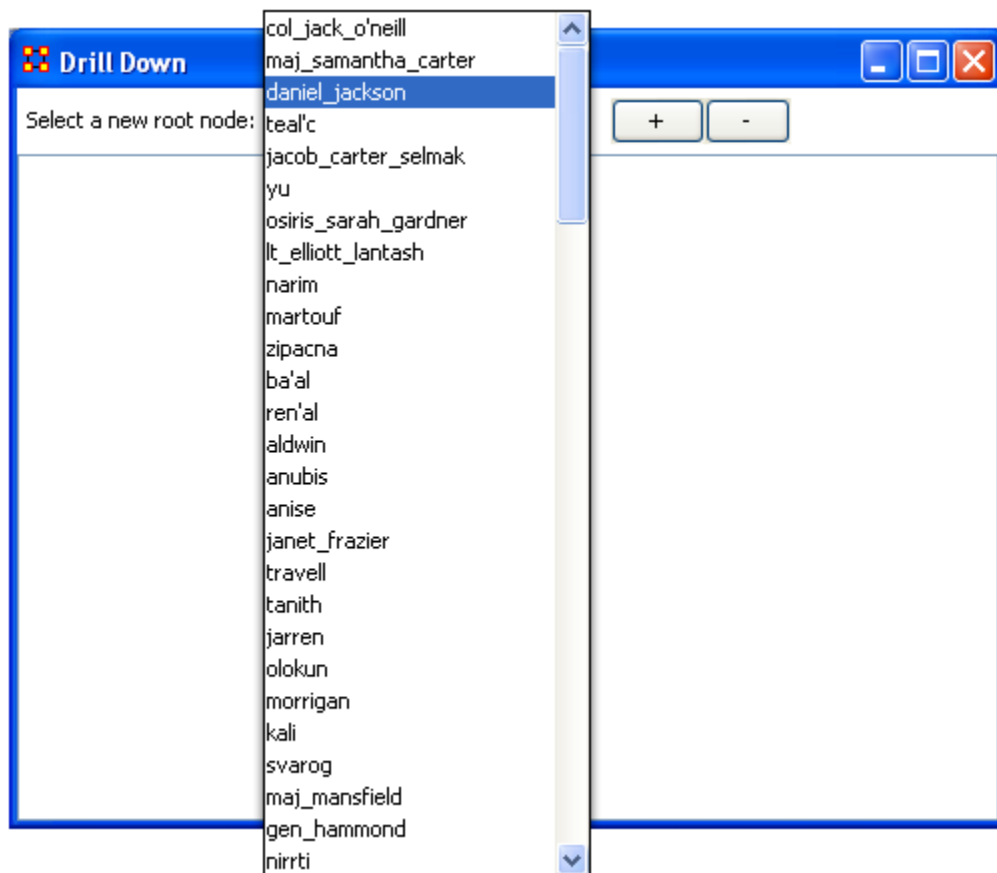 Drill Down
Select a new root node:
col_jack_o'neill
maj_samantha_carter
daniel_jackson
teal'c
jacob_carter_selmak
yu
osiris_sarah_gardner
lt_elliott_lantash
narim
martouf
zipacna
ba'al
ren'al
aldwin
anubis
anise
janet_frazier
travell
tanith
jarren
olokun
morrigan
kali
svarog
maj_mansfield
gen_hammond
nirrti
+ -